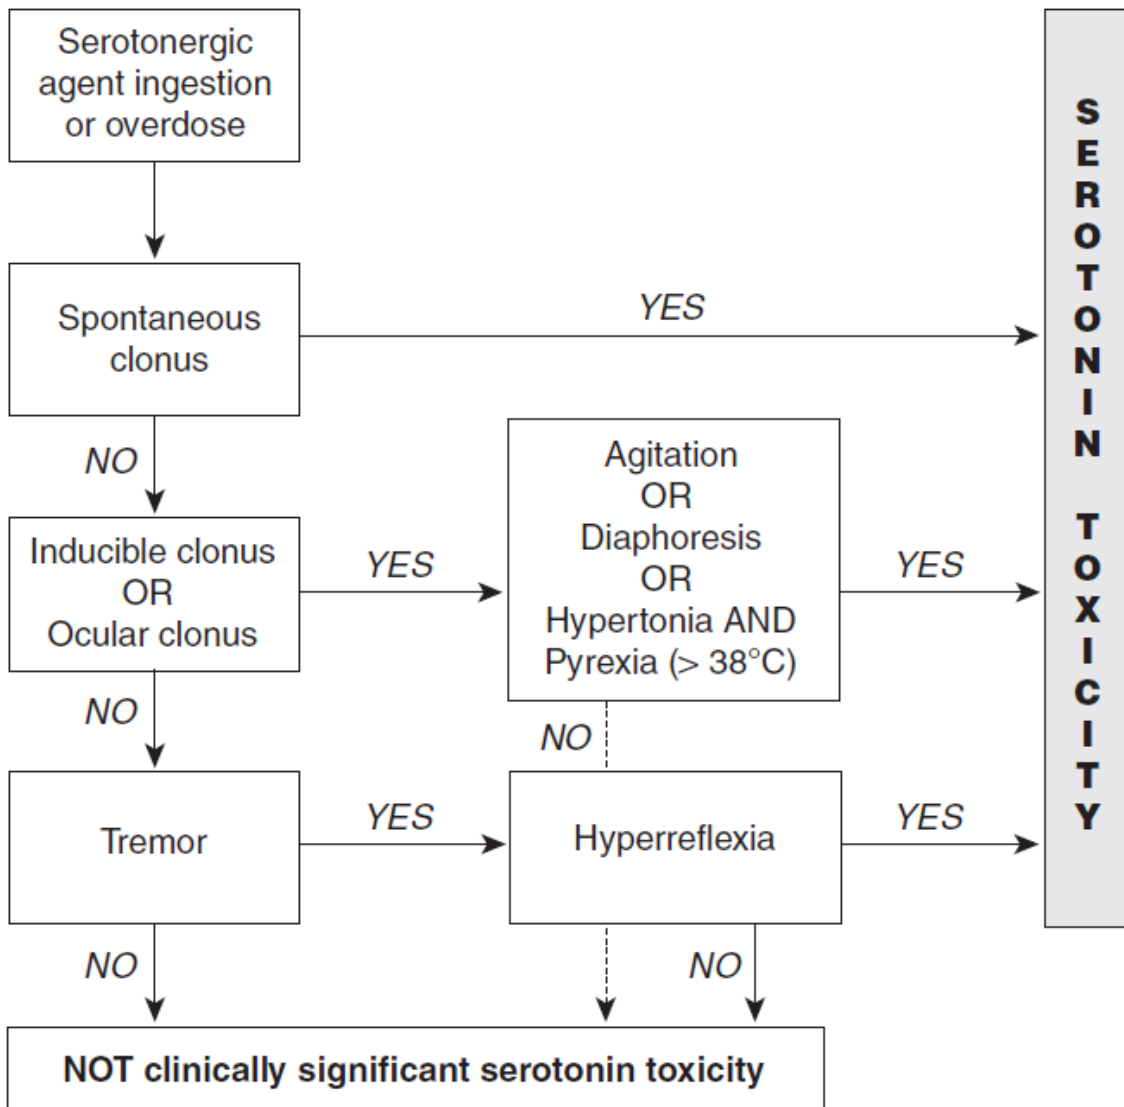 Serotonergic
agent ingestion
or overdose
Spontaneous
clonus
YES
NO
Inducible clonus
OR
Ocular clonus
YES
Agitation
OR
Diaphoresis
OR
Hypertonia AND
Pyrexia (> 38°C)
YES
NO
NO
Tremor
YES
Hyperreflexia
YES
NO
NO
NOT clinically significant serotonin toxicity
SEROTONIN TOXICITY